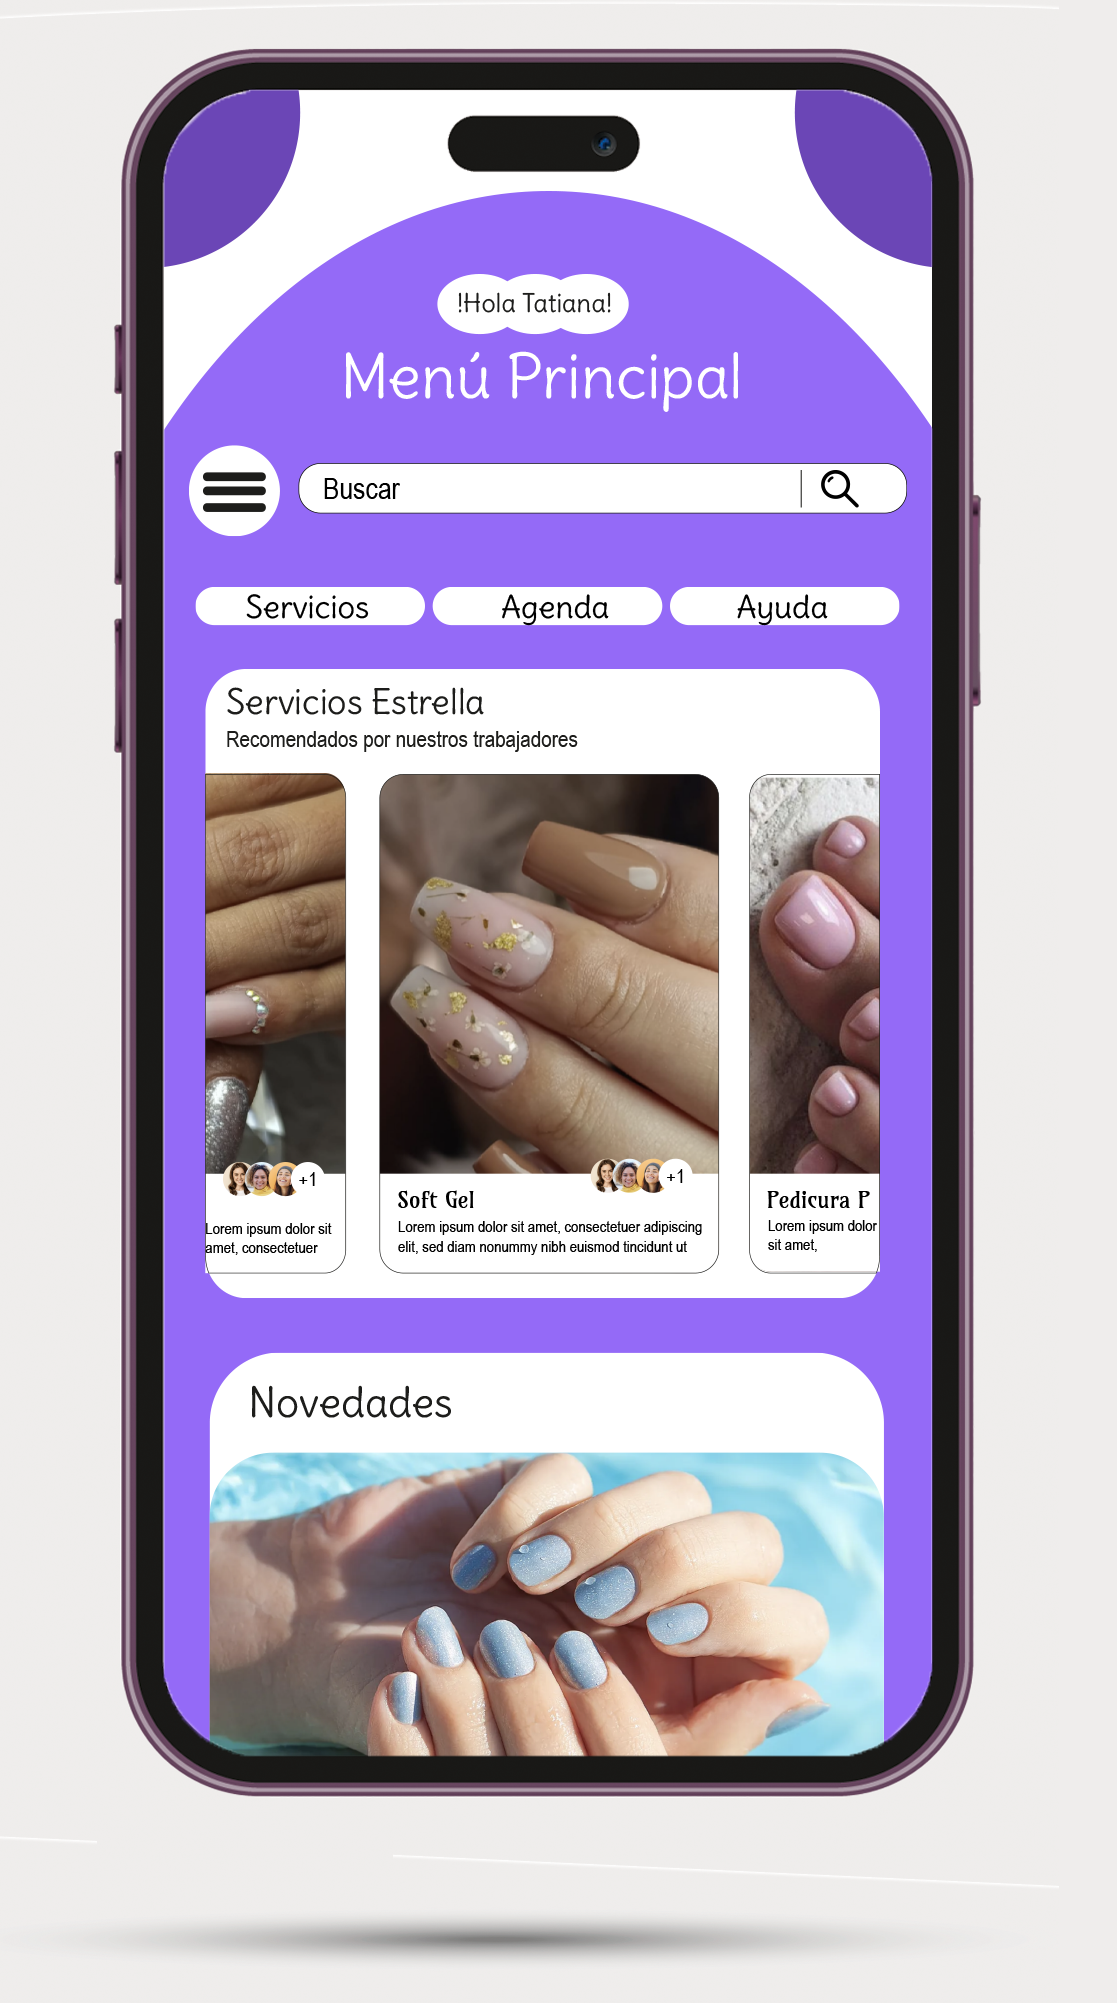 !Hola Tatiana!
Menú Principal
Buscar
Servicios
Agenda
Ayuda
Servicios Estrella
Recomendados por nuestros trabajadores
+1
Lorem ipsum dolor sit
amet, consectetuer
+1
Soft Gel
Lorem ipsum dolor sit amet, consectetuer adipiscing
elit, sed diam nonummy nibh euismod tincidunt ut
Pedicura P
Lorem ipsum dolor
sit amet,
Novedades